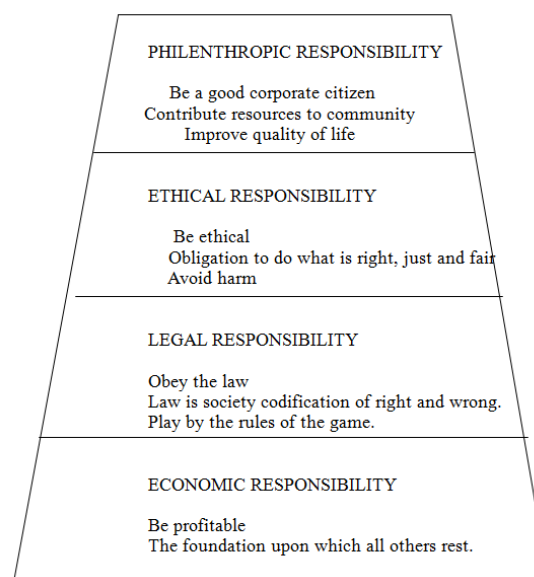 PHILENTHROPIC RESPONSIBILITY
Be a good corporate citizen
Contribute resources to community
Improve quality of life
ETHICAL RESPONSIBILITY
Be ethical
Obligation to do what is right, just and fair
Avoid harm
LEGAL RESPONSIBILITY
Obey the law
Law is society codification of right and wrong.
Play by the rules of the game.
ECONOMIC RESPONSIBILITY
Be profitable
The foundation upon which all others rest.